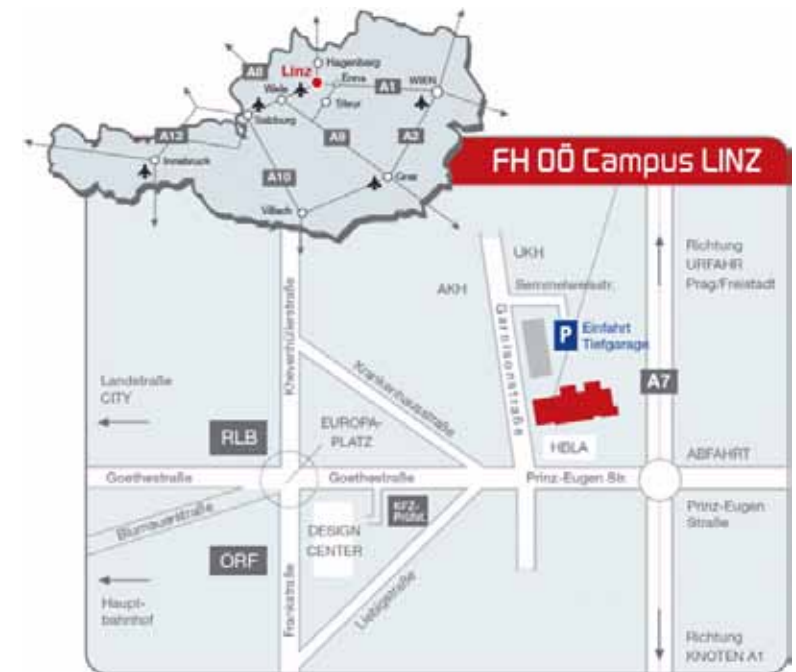 Hagenberg
A8
Linz
Enns
A1
WIEN
Wels
Steyr
Salzburg
A12
A9
A2
Innsbruck
A10
Graz
Villach
FH OÖ Campus LINZ
UKH
Richtung
URFAHR
Prag/Freistadt
AKH
Semmelweisstr.
Khevenhüllerstraße
Garnisonstraße
P
Einfahrt
Tiefgarage
Krankenhausstraße
A7
Landstraße
CITY
EUROPA-
PLATZ
RLB
HBLA
ABFAHRT
Goethestraße
Goethestraße
Prinz-Eugen Str.
Blumauerstraße
KFZ-
Prüfst.
Prinz-Eugen
Straße
DESIGN
CENTER
ORF
Liebigstraße
Frankstraße
Haupt-
bahnhof
Richtung
KNOTEN A1